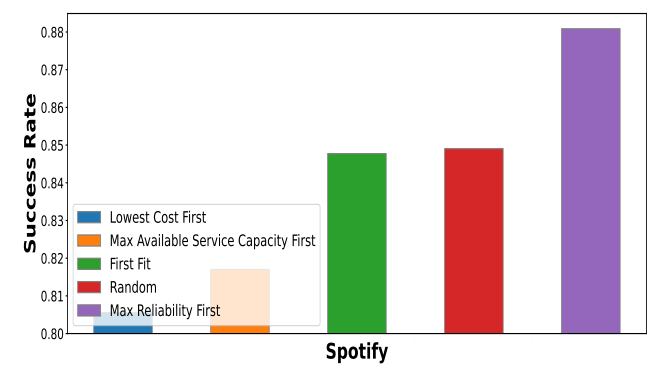 Success Rate
0.88
0.87
0.86
0.85
0.84
0.83
0.82
0.81
0.80
Lowest Cost First
Max Available Service Capacity First
First Fit
Random
Max Reliability First
Spotify